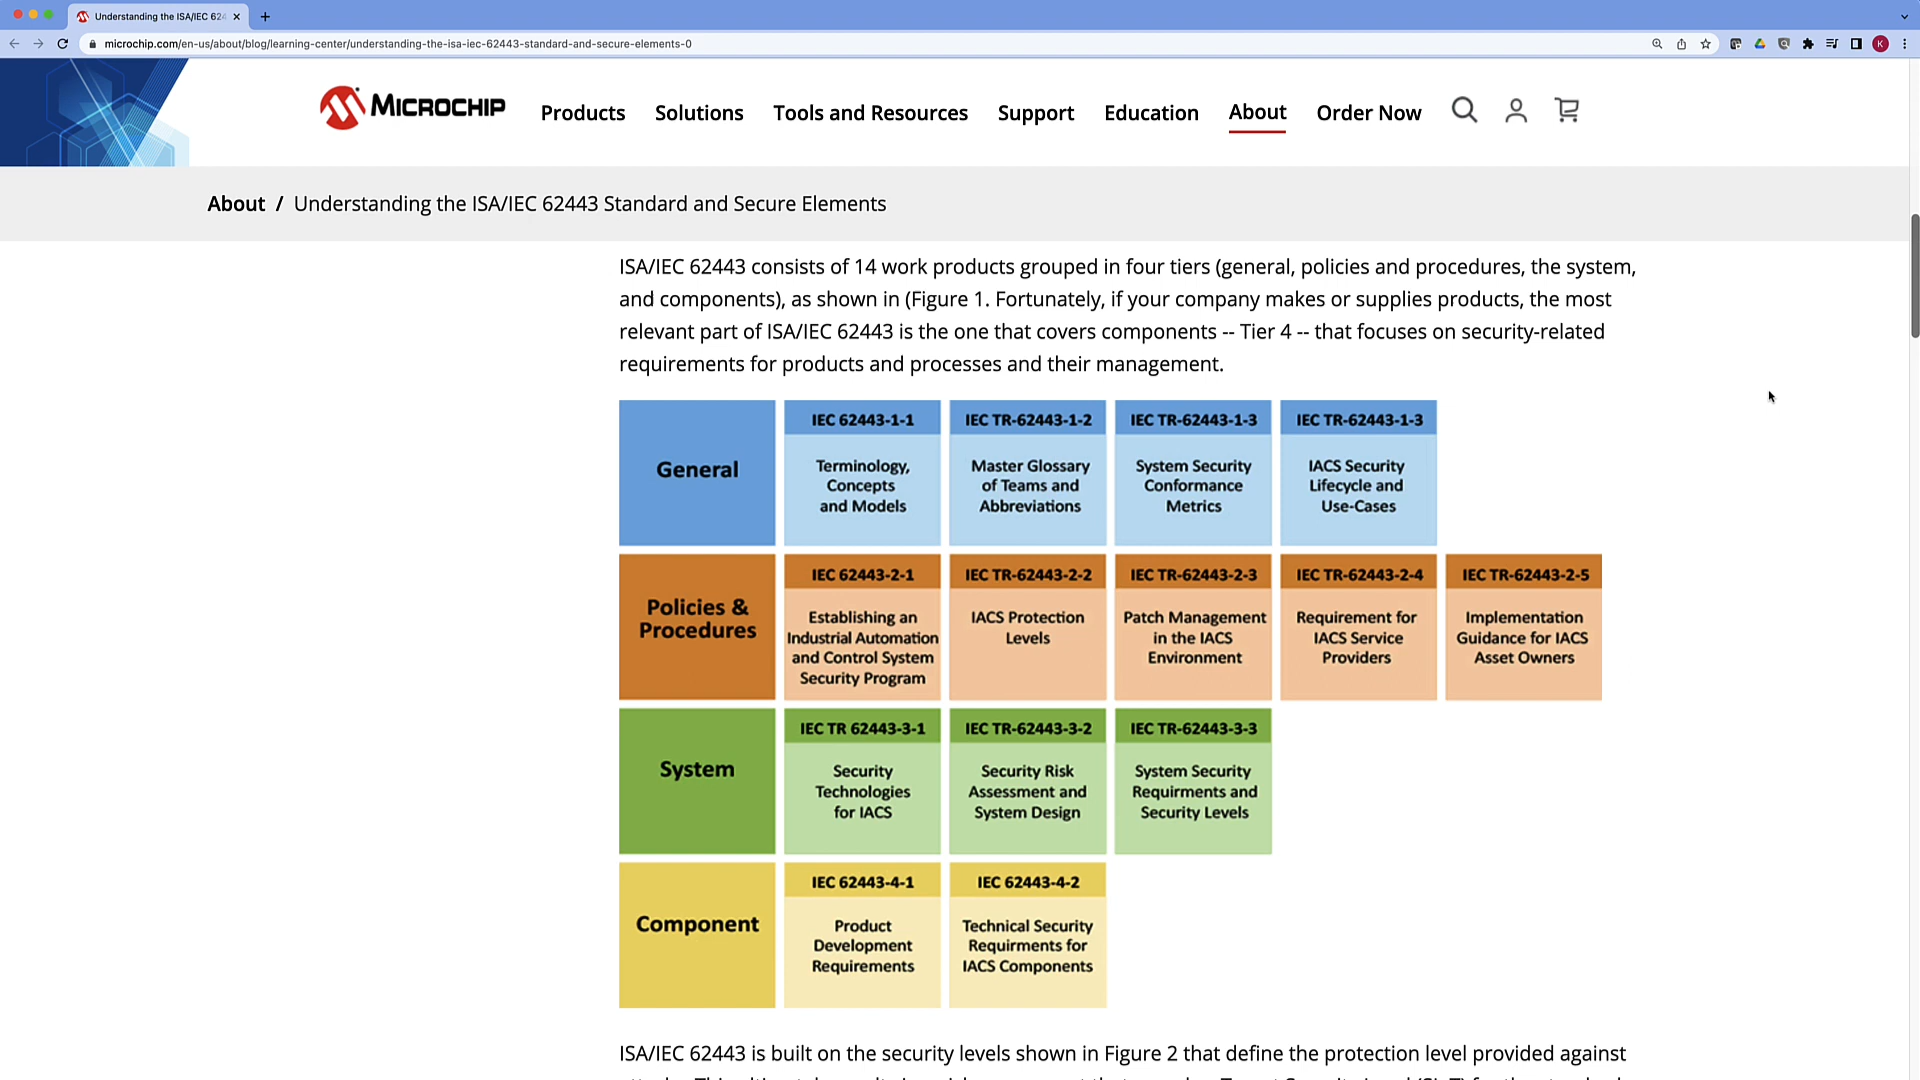 Understanding the ISA/IEC 624
microchip.com/en-us/about/blog/learning-center/understanding-the-isa-iec-62443-standard-and-secure-elements-0
K
MICROCHIP
Products Solutions Tools and Resources Support Education About Order Now
About / Understanding the ISA/IEC 62443 Standard and Secure Elements
ISA/IEC 62443 consists of 14 work products grouped in four tiers (general, policies and procedures, the system,
and components), as shown in (Figure 1. Fortunately, if your company makes or supplies products, the most
relevant part of ISA/IEC 62443 is the one that covers components -- Tier 4 -- that focuses on security-related
requirements for products and processes and their management.
General
IEC 62443-1-1
Terminology,
Concepts
and Models
IEC TR-62443-1-2
Master Glossary
of Teams and
Abbreviations
IEC TR-62443-1-3
System Security
Conformance
Metrics
IEC TR-62443-1-3
IACS Security
Lifecycle and
Use-Cases
Policies &
Procedures
IEC 62443-2-1
Establishing an
Industrial Automation
and Control System
Security Program
IEC TR-62443-2-2
IACS Protection
Levels
IEC TR-62443-2-3
Patch Management
in the IACS
Environment
IEC TR-62443-2-4
Requirement for
IACS Service
Providers
IEC TR-62443-2-5
Implementation
Guidance for IACS
Asset Owners
System
IEC TR 62443-3-1
Security
Technologies
for IACS
IEC TR-62443-3-2
Security Risk
Assessment and
System Design
IEC TR-62443-3-3
System Security
Requirments and
Security Levels
Component
IEC 62443-4-1
Product
Development
Requirements
IEC 62443-4-2
Technical Security
Requirments for
IACS Components
ISA/IEC 62443 is built on the security levels shown in Figure 2 that define the protection level provided against